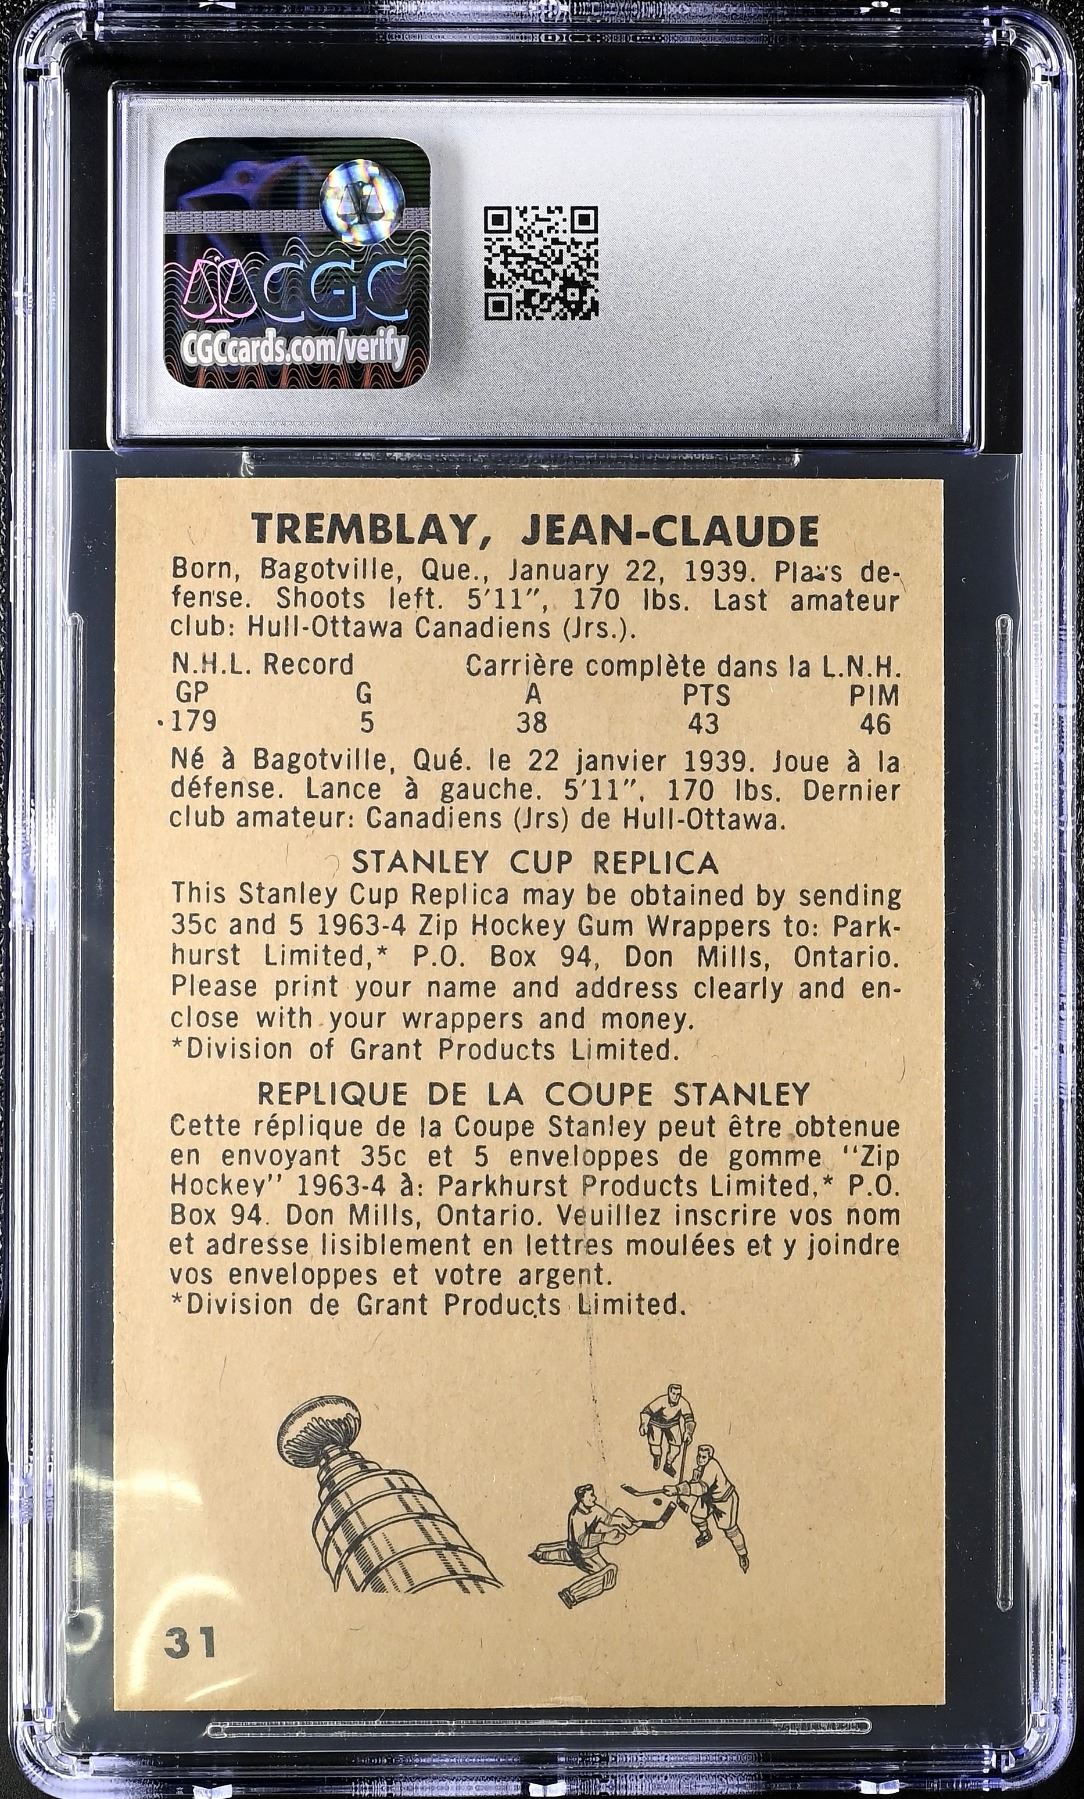 CGC
CGCcards.com/verify
TREMBLAY, JEAN-CLAUDE
Born, Bagotville, Que., January 22, 1939. Plays de-
fense. Shoots left. 5'11", 170 lbs. Last amateur
club: Hull-Ottawa Canadiens (Jrs.).
N.H.L. Record Carrière complète dans la L.N.H.
GP G A PTS PIM
179 5 38 43 46
Né à Bagotville, Qué. le 22 janvier 1939. Joue à la
défense. Lance à gauche. 5'11", 170 lbs. Dernier
club amateur: Canadiens (Jrs) de Hull-Ottawa.
STANLEY CUP REPLICA
This Stanley Cup Replica may be obtained by sending
35c and 5 1963-4 Zip Hockey Gum Wrappers to: Park-
hurst Limited,* P.O. Box 94, Don Mills, Ontario.
Please print your name and address clearly and en-
close with your wrappers and money.
*Division of Grant Products Limited.
REPLIQUE DE LA COUPE STANLEY
Cette réplique de la Coupe Stanley peut être obtenue
en envoyant 35c et 5 enveloppes de gomme "Zip
Hockey" 1963-4 à: Parkhurst Products Limited,* P.O.
Box 94. Don Mills, Ontario. Veuillez inscrire vos nom
et adresse lisiblement en lettres moulées et y joindre
vos enveloppes et votre argent.
*Division de Grant Products Limited.
31